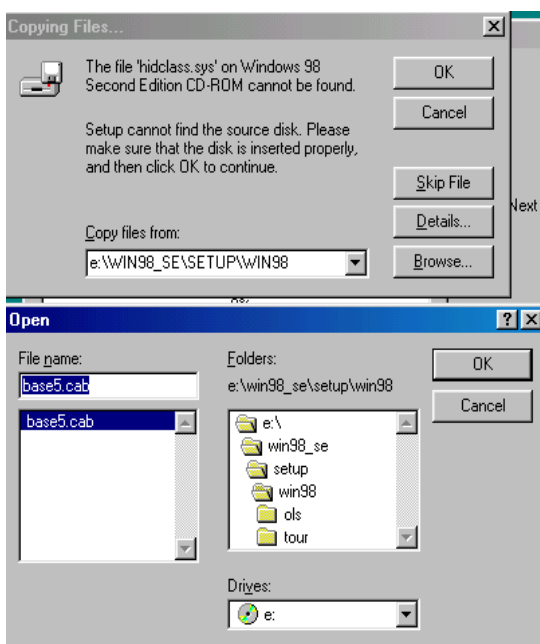 Copying Files...
The file 'hidclass.sys' on Windows 98
Second Edition CD-ROM cannot be found.
Setup cannot find the source disk. Please
make sure that the disk is inserted properly,
and then click OK to continue.
Copy files from:
e:\WIN98_SE\SETUP\WIN98
OK
Cancel
Skip File
Details...
Browse...
Next
0%
Open
File name:
base5.cab
base5.cab
Folders:
e:\win98_se\setup\win98
e:\
win98_se
setup
win98
ols
tour
Drives:
e:
OK
Cancel